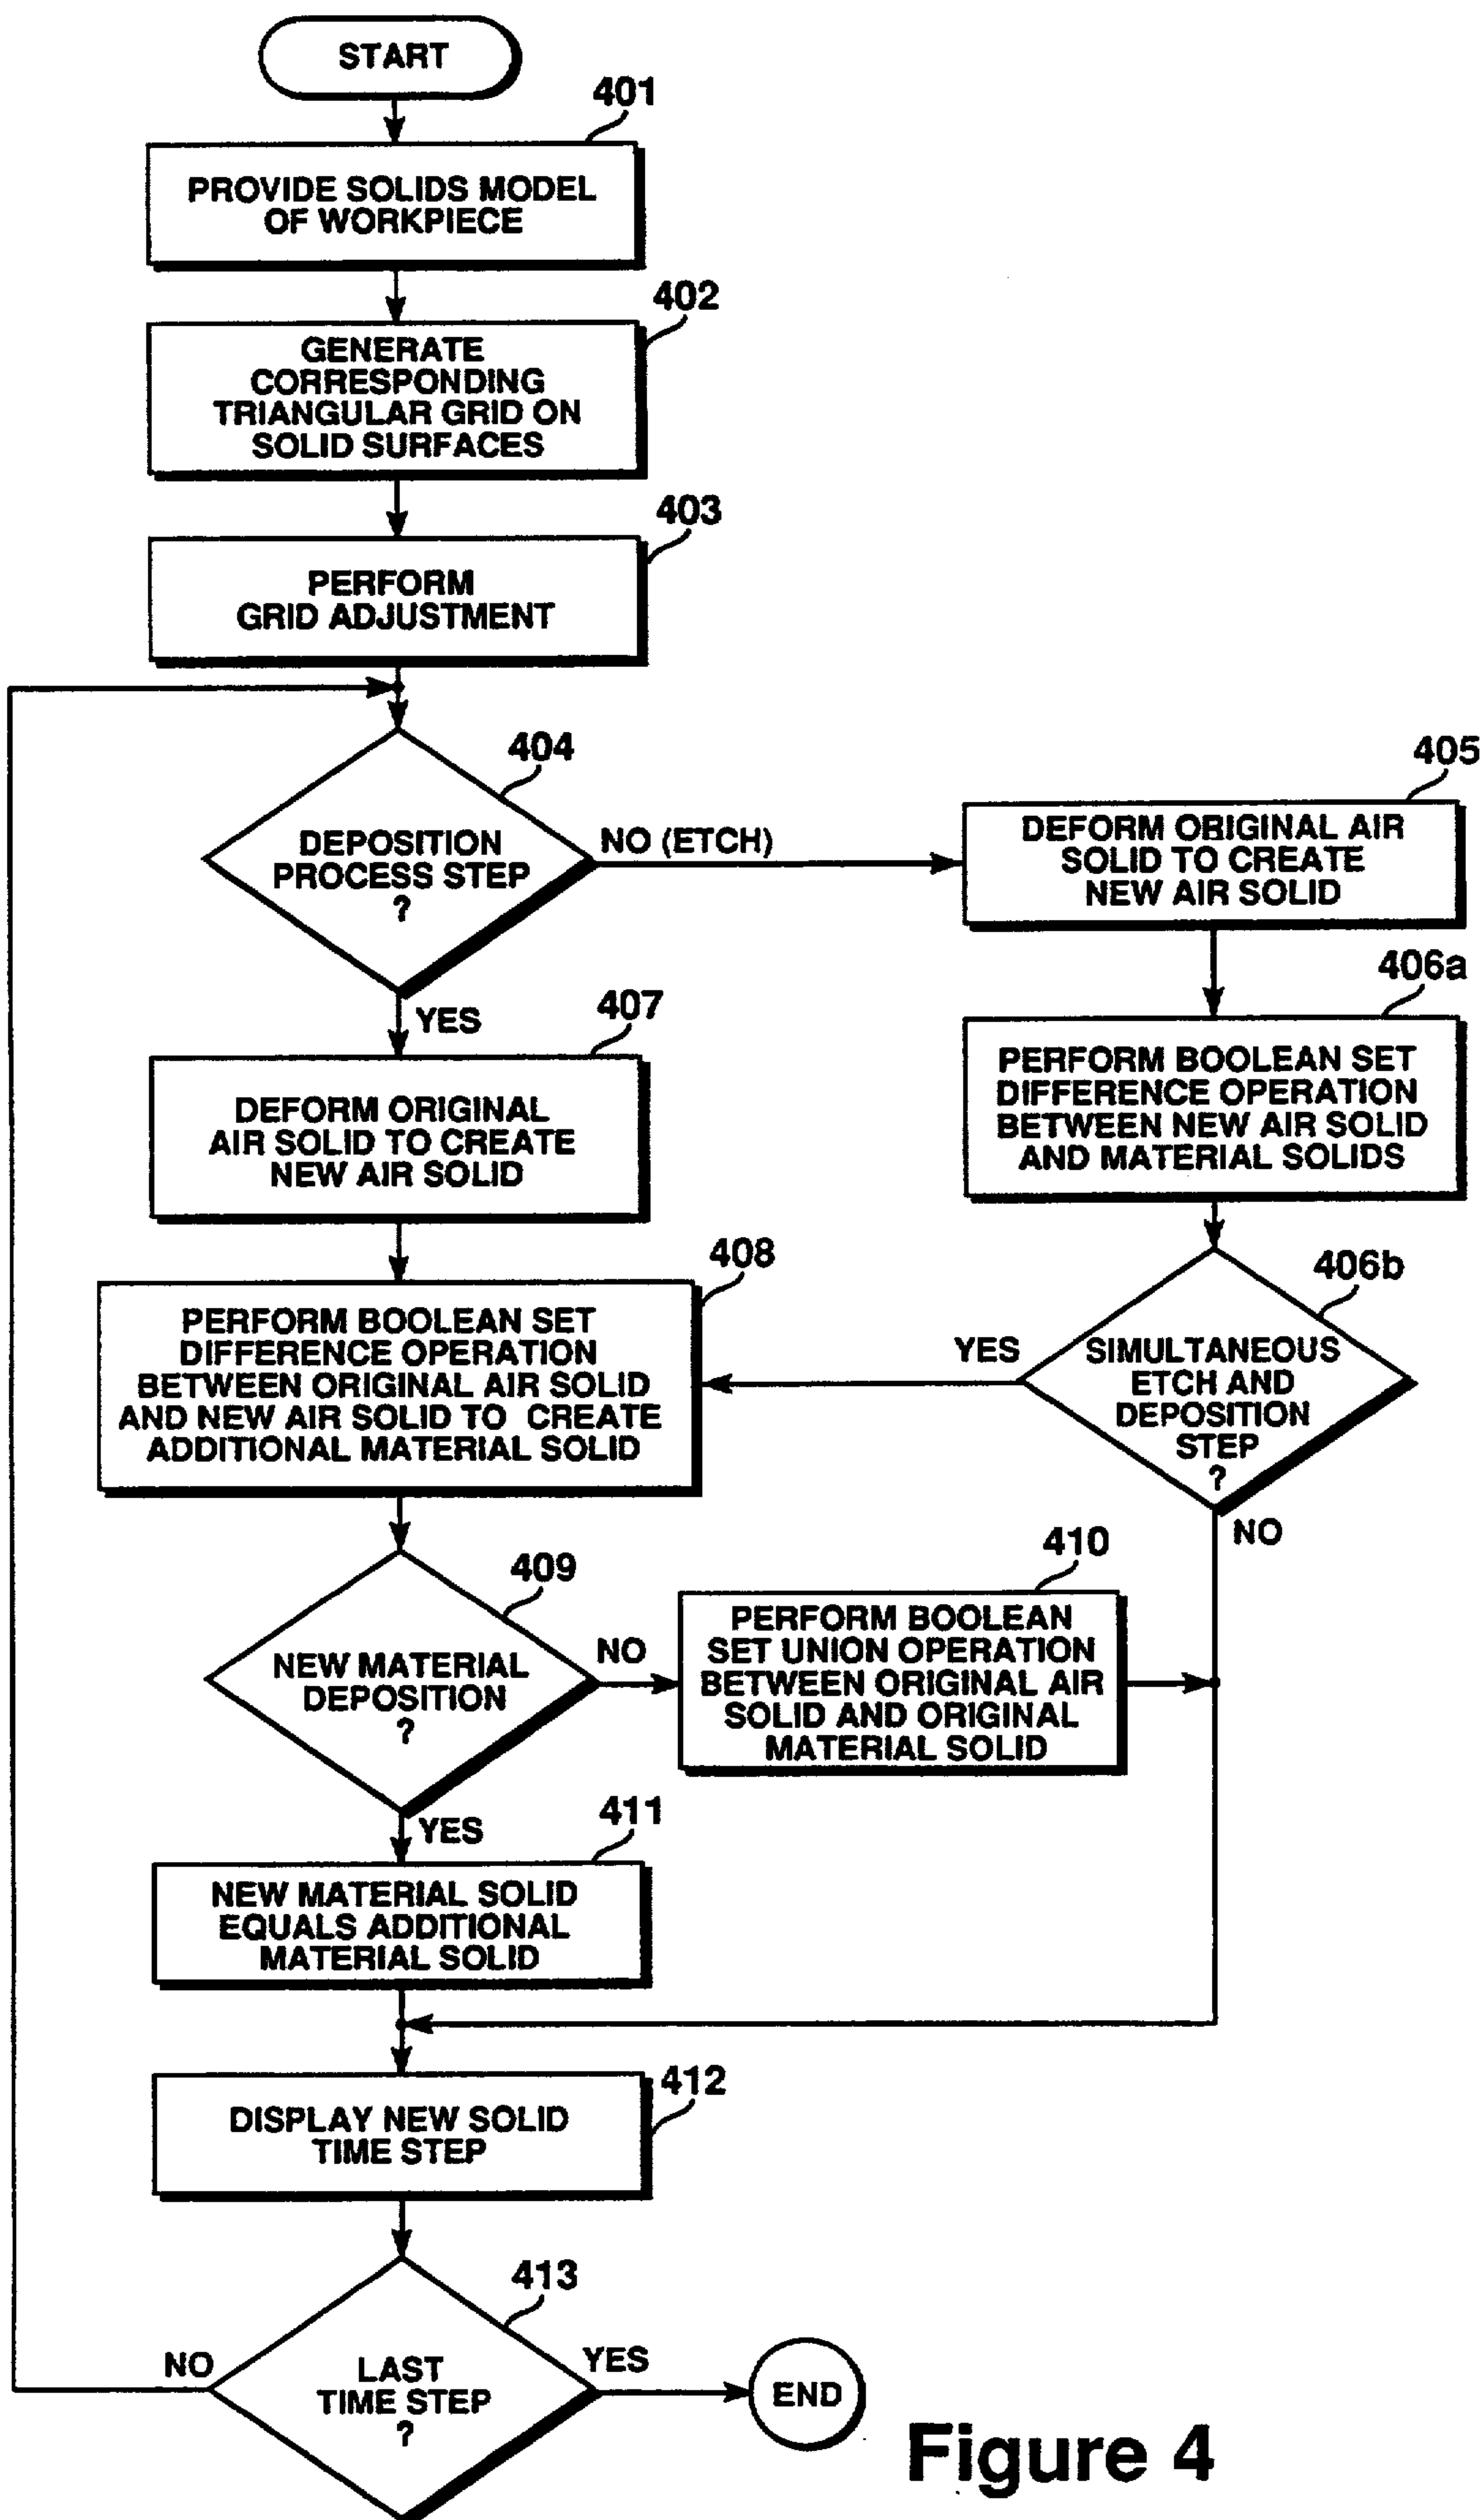 START
401
PROVIDE SOLIDS MODEL
OF WORKPIECE
402
GENERATE
CORRESPONDING
TRIANGULAR GRID ON
SOLID SURFACES
403
PERFORM
GRID ADJUSTMENT
404
DEPOSITION
PROCESS STEP
?
NO (ETCH)
405
DEFORM ORIGINAL AIR
SOLID TO CREATE
NEW AIR SOLID
406a
PERFORM BOOLEAN SET
DIFFERENCE OPERATION
BETWEEN NEW AIR SOLID
AND MATERIAL SOLIDS
YES
407
DEFORM ORIGINAL
AIR SOLID TO CREATE
NEW AIR SOLID
408
PERFORM BOOLEAN SET
DIFFERENCE OPERATION
BETWEEN ORIGINAL AIR SOLID
AND NEW AIR SOLID TO CREATE
ADDITIONAL MATERIAL SOLID
406b
YES
SIMULTANEOUS
ETCH AND
DEPOSITION
STEP
?
NO
409
NEW MATERIAL
DEPOSITION
?
NO
410
PERFORM BOOLEAN
SET UNION OPERATION
BETWEEN ORIGINAL AIR
SOLID AND ORIGINAL
MATERIAL SOLID
YES
411
NEW MATERIAL SOLID
EQUALS ADDITIONAL
MATERIAL SOLID
412
DISPLAY NEW SOLID
TIME STEP
413
NO
LAST
TIME STEP
?
YES
END
Figure 4